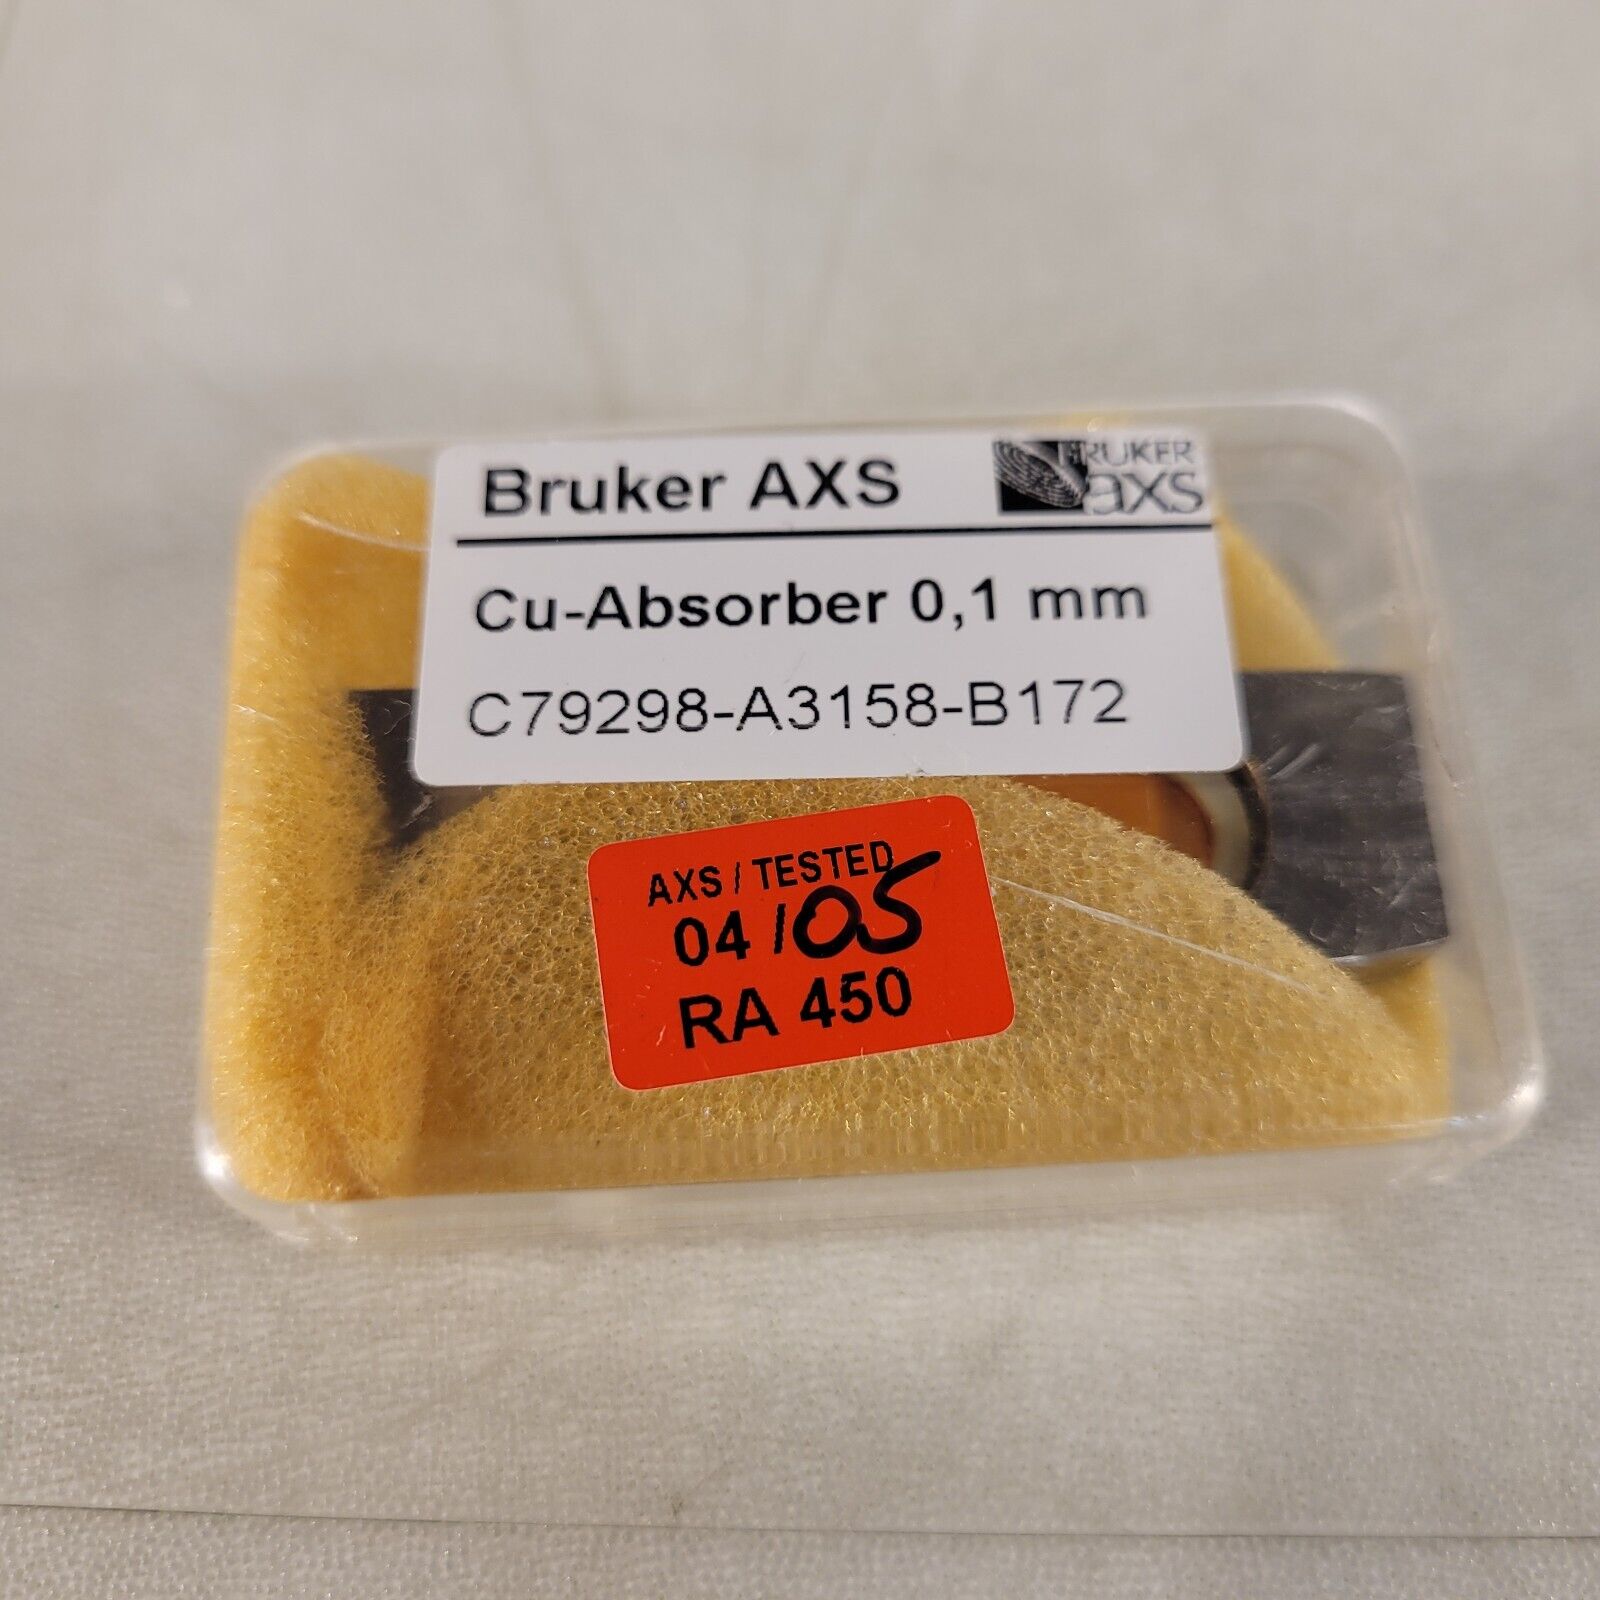 Bruker AXS
BRUKER
axs
Cu-Absorber 0,1 mm
C79298-A3158-B172
AXS / TESTED
04 / 05
RA 450